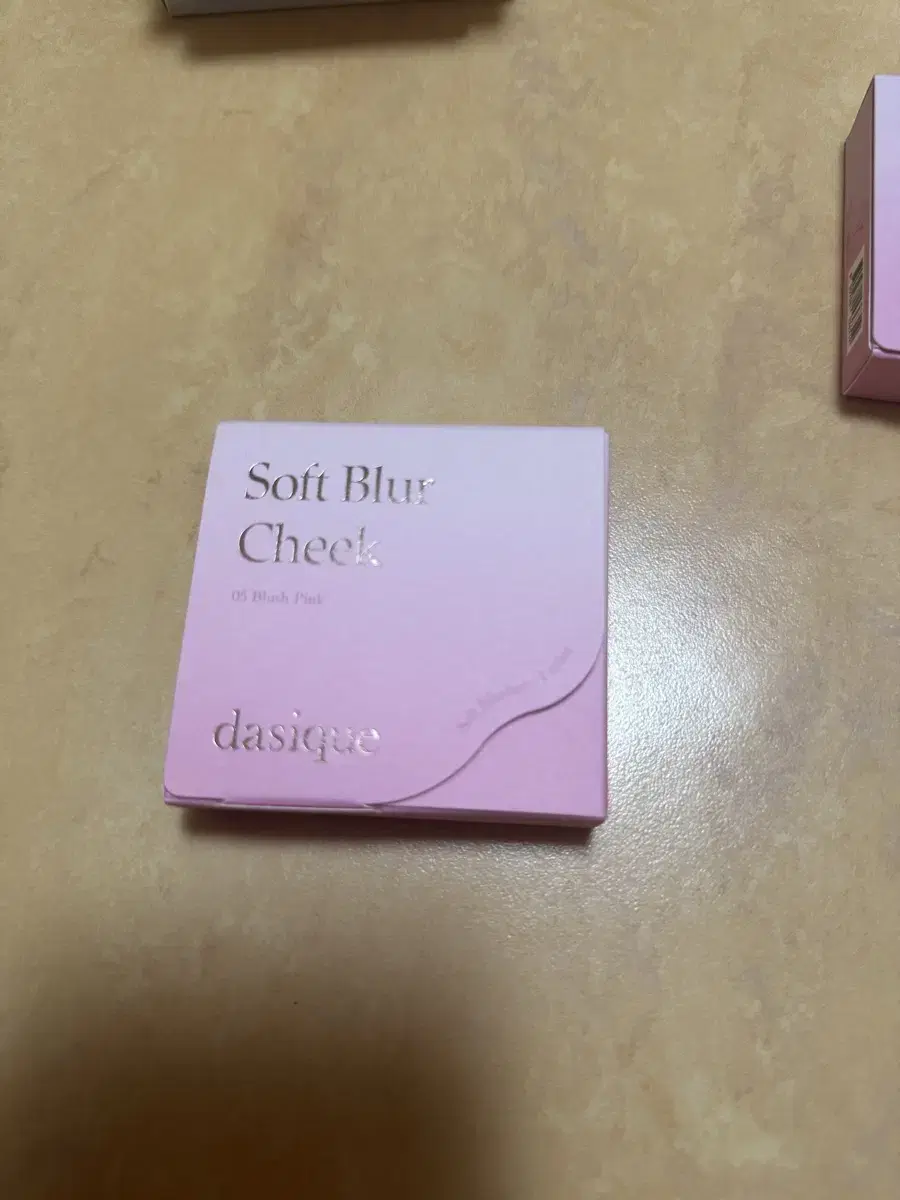 Soft Blur
Cheek
05 Blush Pink
dasique